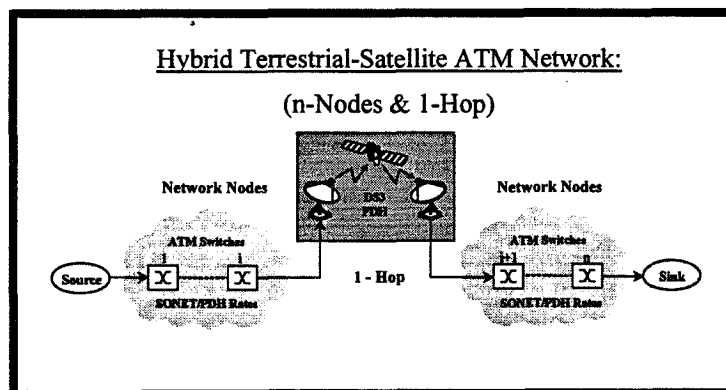 Hybrid Terrestrial-Satellite ATM Network:
(n-Nodes & 1-Hop)
Network Nodes
ATM Switches
1
i
Source
SONET/PDH Rates
DS3
PDH
1 - Hop
Network Nodes
ATM Switches
i+1
n
Sink
SONET/PDH Rates